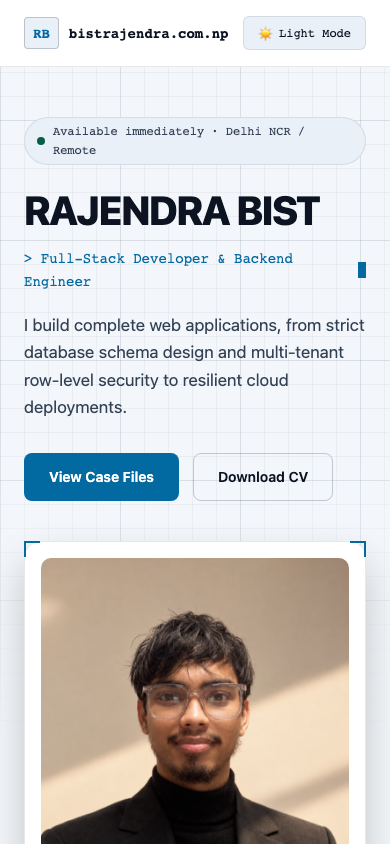 RB
bistrajendra.com.np
☀️ Light Mode
Available immediately · Delhi NCR /
Remote
RAJENDRA BIST
> Full-Stack Developer & Backend
Engineer
I build complete web applications, from strict
database schema design and multi-tenant
row-level security to resilient cloud
deployments.
View Case Files
Download CV